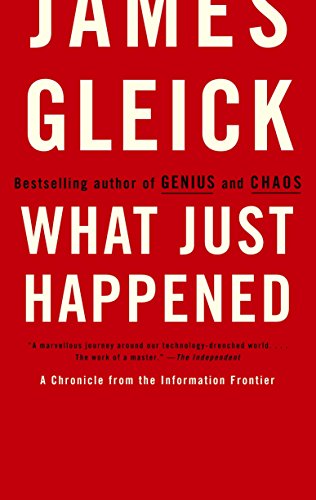 JAMES
GLEICK
Bestselling author of GENIUS and CHAOS
WHAT JUST
HAPPENED
"A marvellous journey around our technology-drenched world . . .
The work of a master." —The Independent
A Chronicle from the Information Frontier